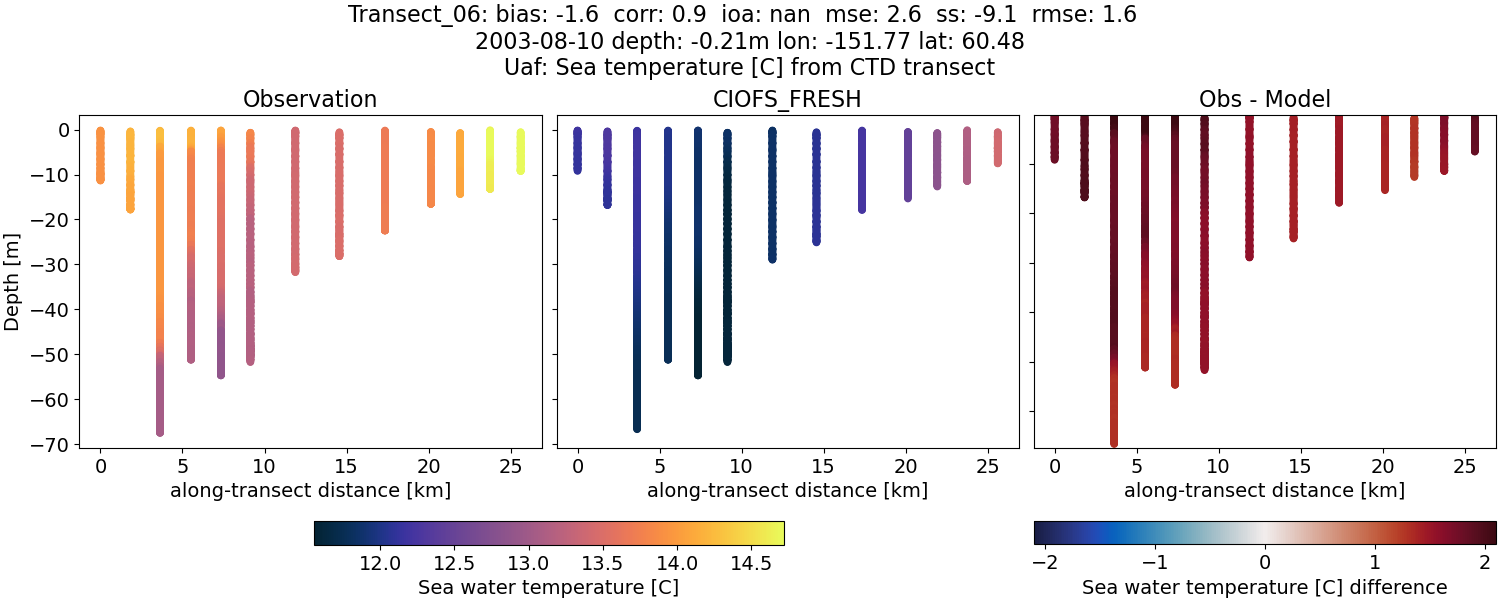 Transect_06: bias: -1.6  corr: 0.9  ioa: nan  mse: 2.6  ss: -9.1  rmse: 1.6
2003-08-10 depth: -0.21m lon: -151.77 lat: 60.48
Uaf: Sea temperature [C] from CTD transect
Observation
CIOFS_FRESH
Obs - Model
Depth [m]
0
−10
−20
−30
−40
−50
−60
−70
0 5 10 15 20 25
0 5 10 15 20 25
0 5 10 15 20 25
along-transect distance [km]
along-transect distance [km]
along-transect distance [km]
12.0 12.5 13.0 13.5 14.0 14.5
Sea water temperature [C]
−2 −1 0 1 2
Sea water temperature [C] difference